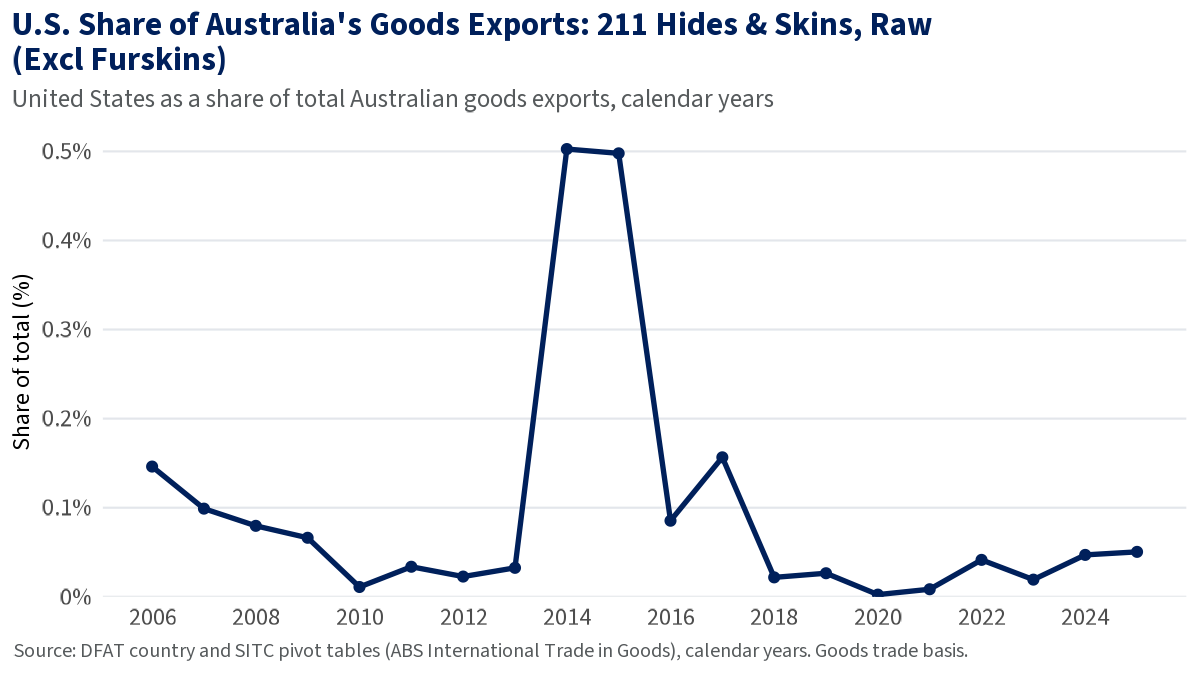 U.S. Share of Australia's Goods Exports: 211 Hides & Skins, Raw
(Excl Furskins)
United States as a share of total Australian goods exports, calendar years
Share of total (%)
0.5%
0.4%
0.3%
0.2%
0.1%
0%
2006 2008 2010 2012 2014 2016 2018 2020 2022 2024
Source: DFAT country and SITC pivot tables (ABS International Trade in Goods), calendar years. Goods trade basis.